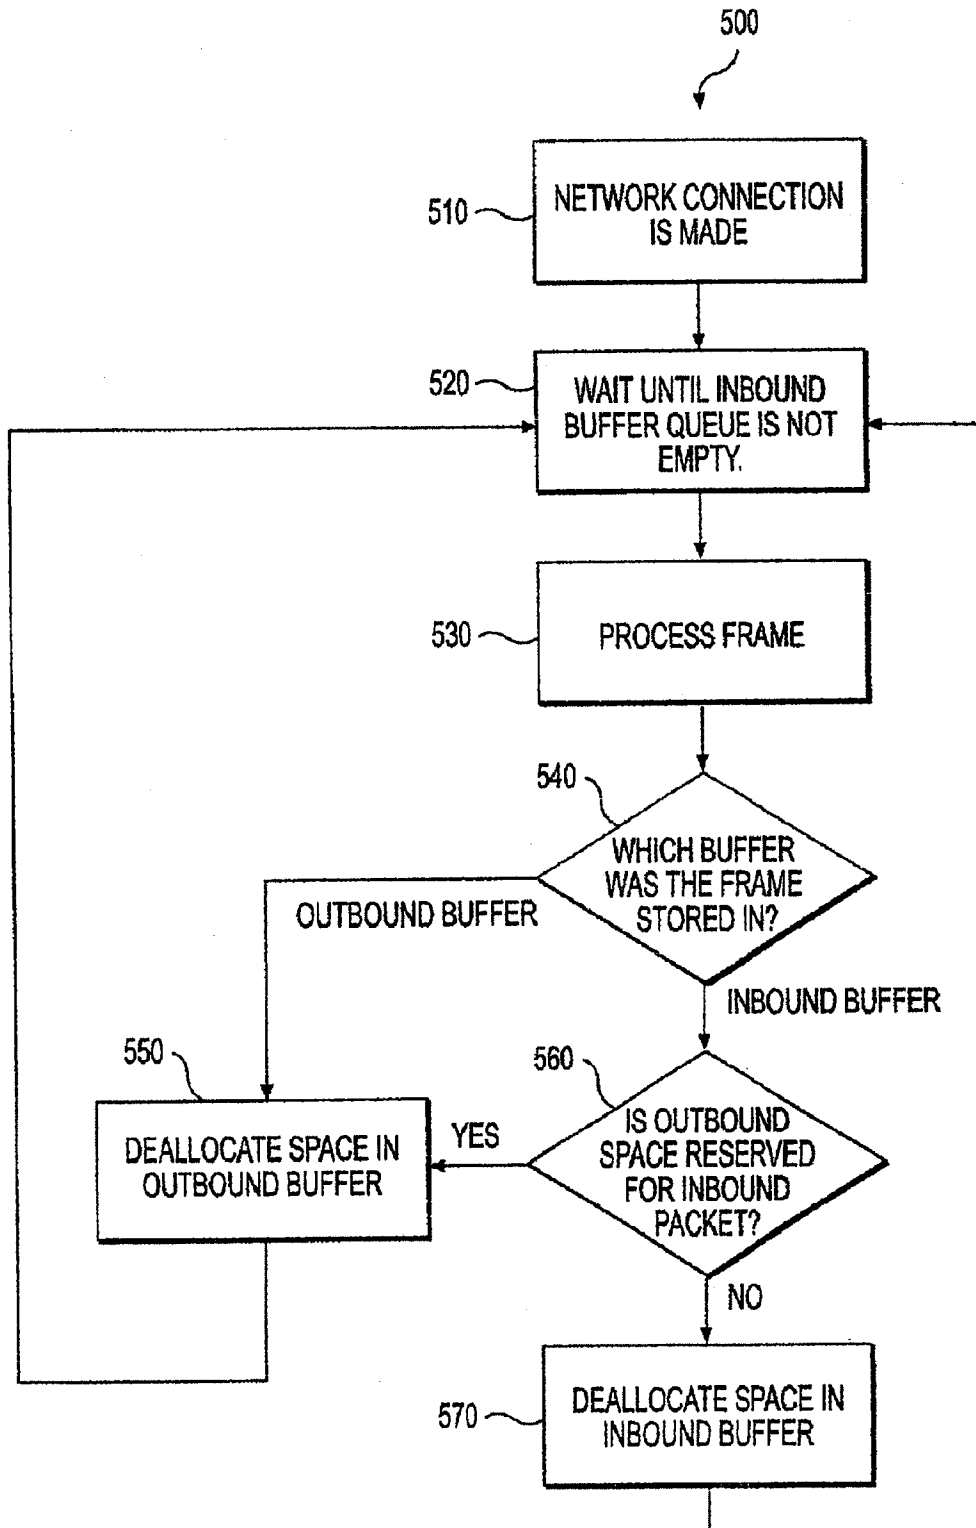 500
510
NETWORK CONNECTION
IS MADE
520
WAIT UNTIL INBOUND
BUFFER QUEUE IS NOT
EMPTY.
530
PROCESS FRAME
540
WHICH BUFFER
WAS THE FRAME
STORED IN?
OUTBOUND BUFFER
INBOUND BUFFER
550
DEALLOCATE SPACE IN
OUTBOUND BUFFER
YES
560
IS OUTBOUND
SPACE RESERVED
FOR INBOUND
PACKET?
NO
570
DEALLOCATE SPACE IN
INBOUND BUFFER